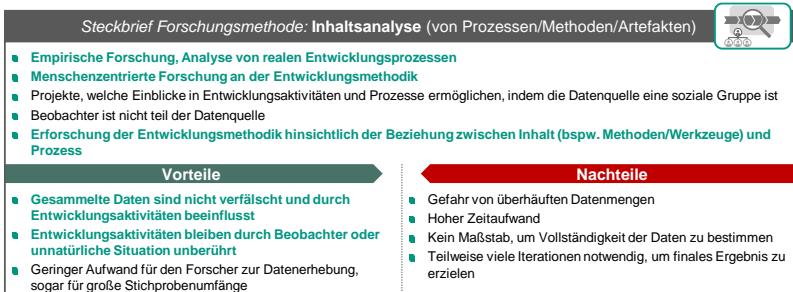 Steckbrief Forschungsmethode: Inhaltsanalyse (von Prozessen/Methoden/Artefakten)
Empirische Forschung, Analyse von realen Entwicklungsprozessen
Menschenzentrierte Forschung an der Entwicklungsmethodik
Projekte, welche Einblicke in Entwicklungsaktivitäten und Prozesse ermöglichen, indem die Datenquelle eine soziale Gruppe ist
Beobachter ist nicht teil der Datenquelle
Erforschung der Entwicklungsmethodik hinsichtlich der Beziehung zwischen Inhalt (bspw. Methoden/Werkzeuge) und
Prozess
Vorteile
Gesammelte Daten sind nicht verfälscht und durch
Entwicklungsaktivitäten beeinflusst
Entwicklungsaktivitäten bleiben durch Beobachter oder
unnatürliche Situation unberührt
Geringer Aufwand für den Forscher zur Datenerhebung,
sogar für große Stichprobenumfänge
Nachteile
Gefahr von überhäuften Datenmengen
Hoher Zeitaufwand
Kein Maßstab, um Vollständigkeit der Daten zu bestimmen
Teilweise viele Iterationen notwendig, um finales Ergebnis zu
erzielen